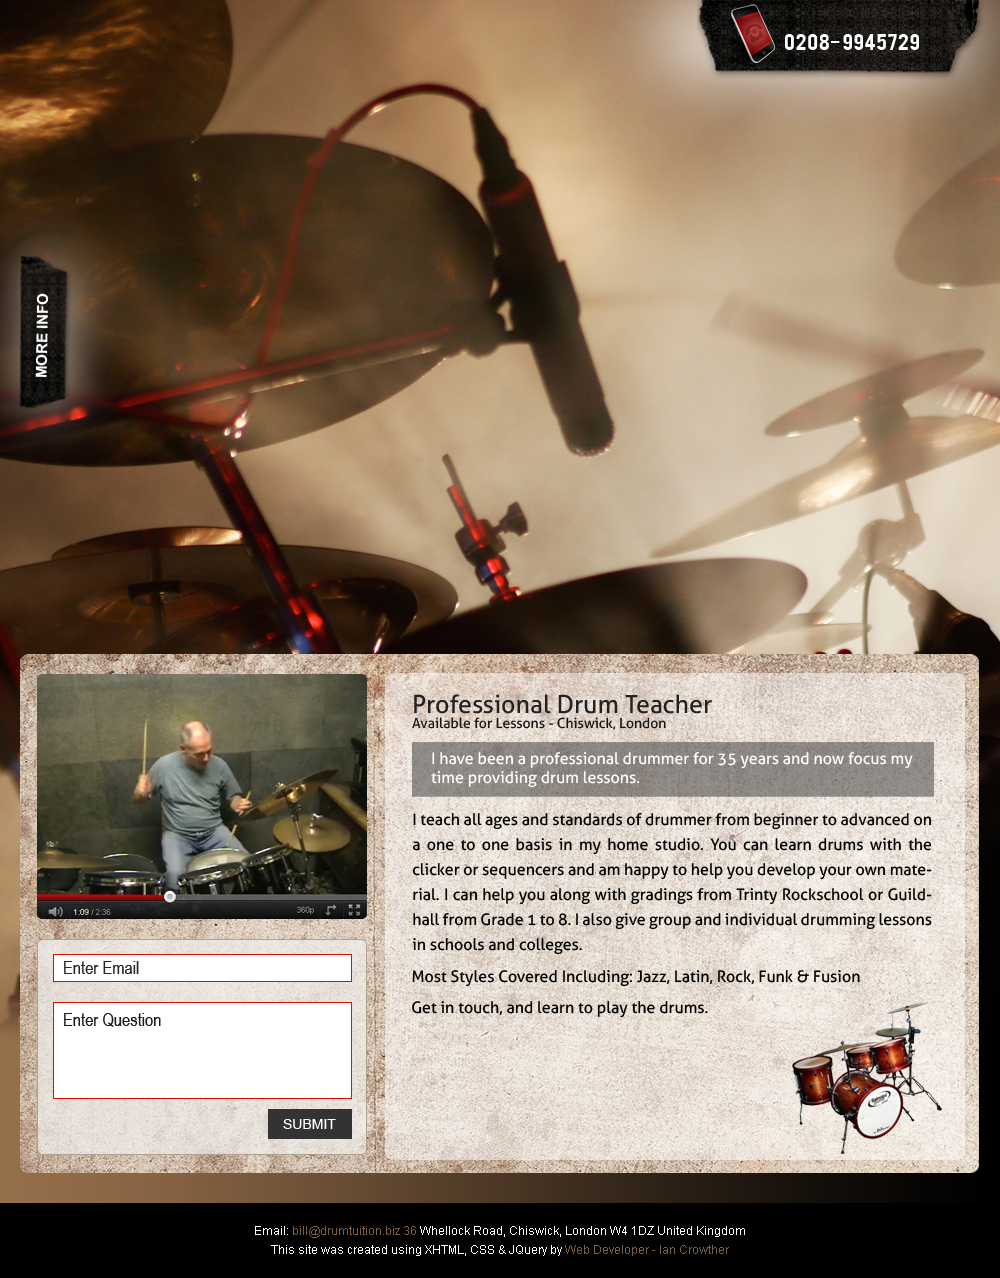 0208-9945729
MORE INFO
Professional Drum Teacher
Available for Lessons - Chiswick, London
I have been a professional drummer for 35 years and now focus my
time providing drum lessons.
I teach all ages and standards of drummer from beginner to advanced on
a one to one basis in my home studio. You can learn drums with the
clicker or sequencers and am happy to help you develop your own mate-
rial. I can help you along with gradings from Trinty Rockschool or Guild-
hall from Grade 1 to 8. I also give group and individual drumming lessons
in schools and colleges.
Most Styles Covered Including: Jazz, Latin, Rock, Funk & Fusion
Get in touch, and learn to play the drums.
1:09 / 2:36
360p
Enter Email
Enter Question
SUBMIT
Email: bill@drumtuition.biz 36 Whellock Road, Chiswick, London W4 1DZ United Kingdom
This site was created using XHTML, CSS & JQuery by Web Developer - Ian Crowther